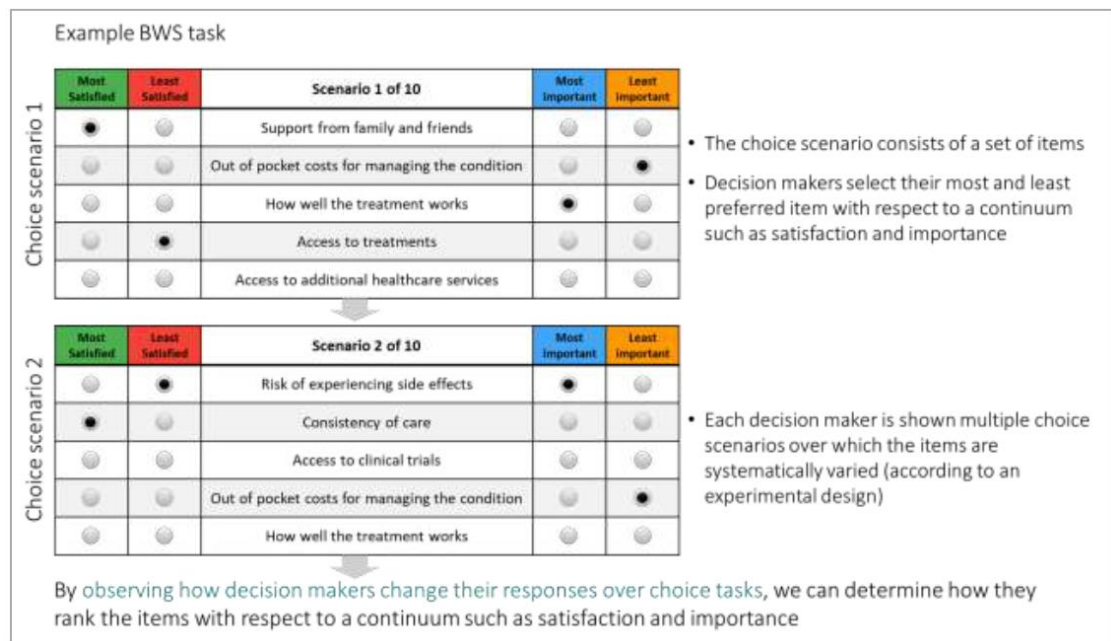 Example BWS task
Choice scenario 1
Most Satisfied Least Satisfied Scenario 1 of 10 Most Important Least Important
Support from family and friends
Out of pocket costs for managing the condition
How well the treatment works
Access to treatments
Access to additional healthcare services
• The choice scenario consists of a set of items
• Decision makers select their most and least
preferred item with respect to a continuum
such as satisfaction and importance
Choice scenario 2
Most Satisfied Least Satisfied Scenario 2 of 10 Most Important Least Important
Risk of experiencing side effects
Consistency of care
Access to clinical trials
Out of pocket costs for managing the condition
How well the treatment works
• Each decision maker is shown multiple choice
scenarios over which the items are
systematically varied (according to an
experimental design)
By observing how decision makers change their responses over choice tasks, we can determine how they
rank the items with respect to a continuum such as satisfaction and importance